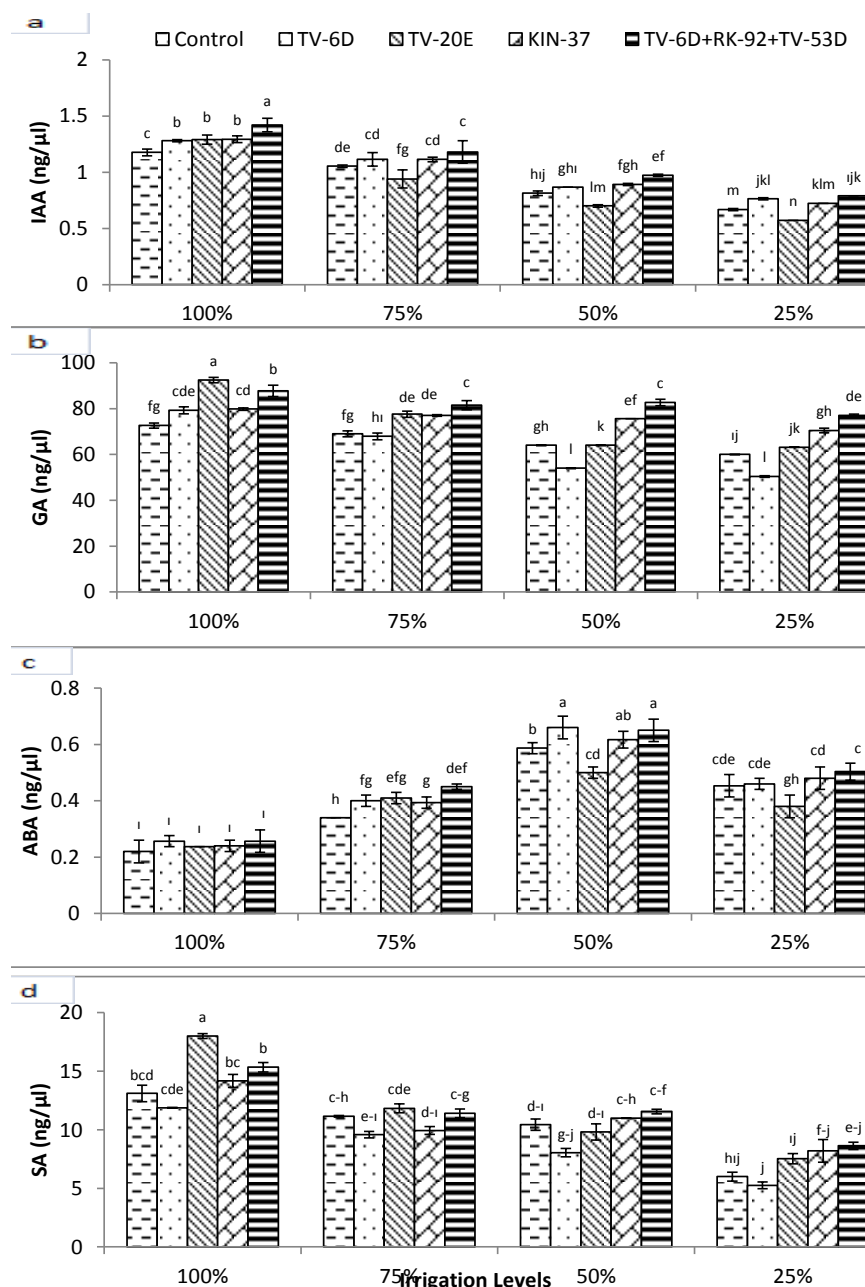 a
Control TV-6D TV-20E KIN-37 TV-6D+RK-92+TV-53D
IAA (ng/µl)
2
1.5
1
0.5
0
c b b b a
de cd fg cd c
hıj ghı lm fgh ef
m jkl n klm ıjk
100% 75% 50% 25%
b
GA (ng/µl)
100
80
60
40
20
0
fg cde a cd b
fg hı de de c
gh l k ef c
ıj l jk gh de
100% 75% 50% 25%
c
ABA (ng/µl)
0.8
0.6
0.4
0.2
0
ı ı ı ı ı
h fg efg g def
b a cd ab a
cde cde gh cd c
100% 75% 50% 25%
d
SA (ng/µl)
20
15
10
5
0
bcd cde a bc b
c-h e-ı cde d-ı c-g
d-ı g-j d-ı c-h c-f
hıj j ıj f-j e-j
100% 75% 50% 25%
Irrigation Levels